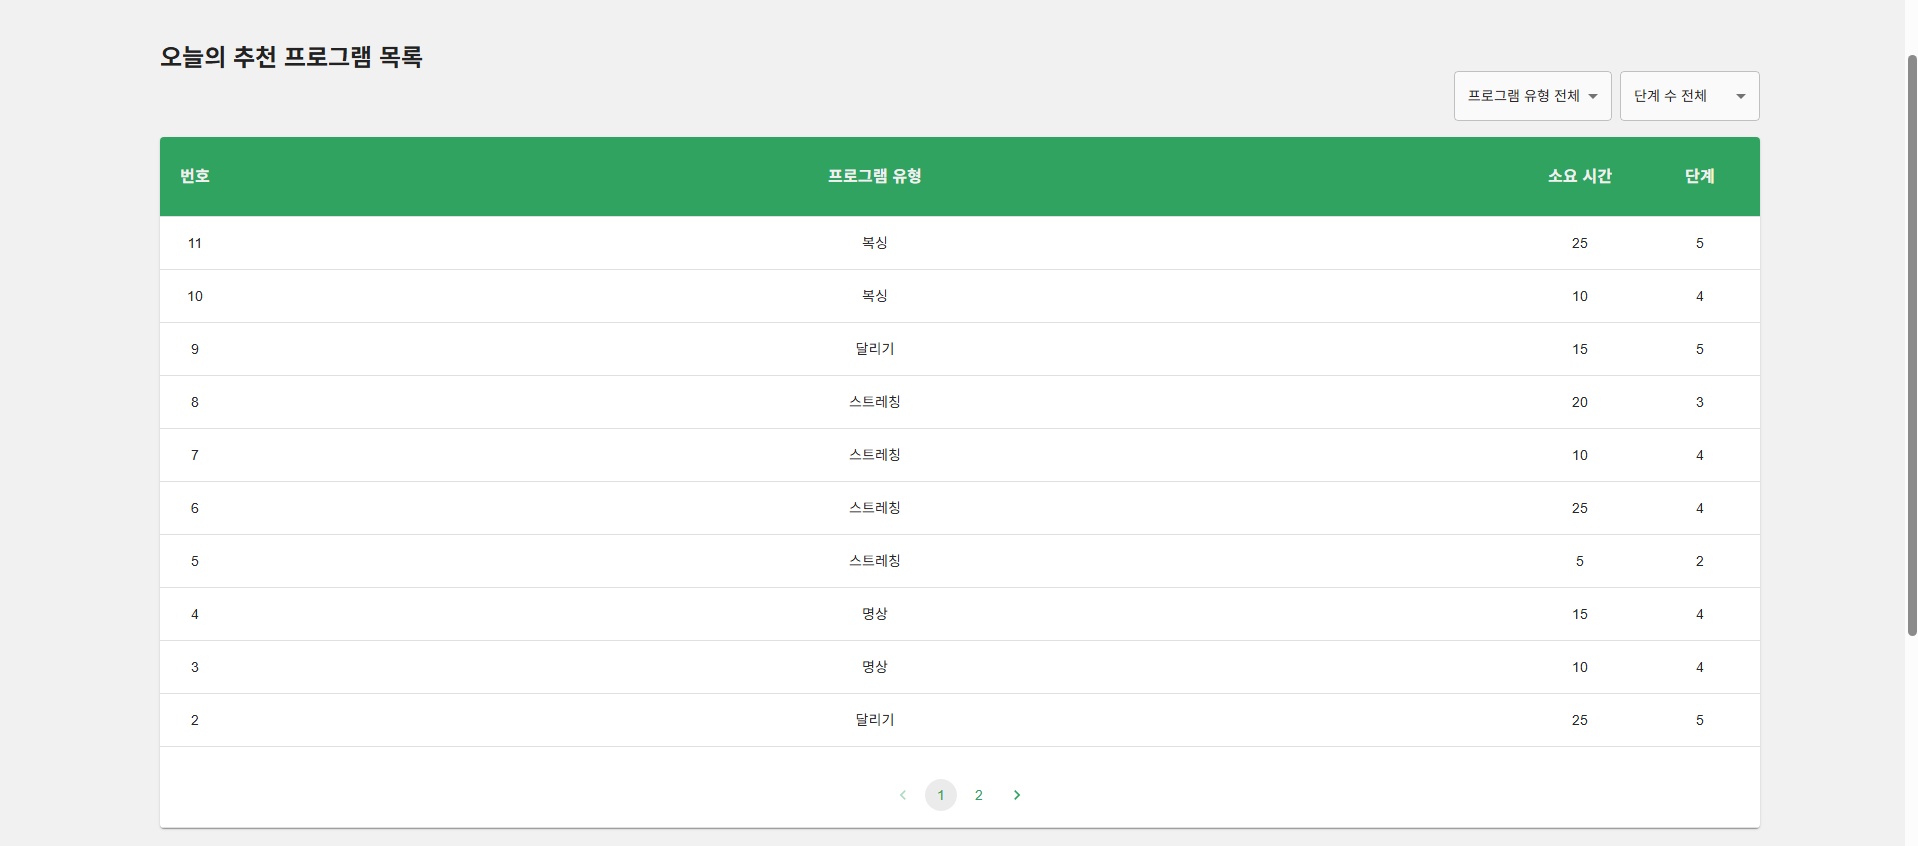 오늘의 추천 프로그램 목록
프로그램 유형 전체 단계 수 전체
번호 프로그램 유형 소요 시간 단계
11 복싱 25 5
10 복싱 10 4
9 달리기 15 5
8 스트레칭 20 3
7 스트레칭 10 4
6 스트레칭 25 4
5 스트레칭 5 2
4 명상 15 4
3 명상 10 4
2 달리기 25 5
1 2